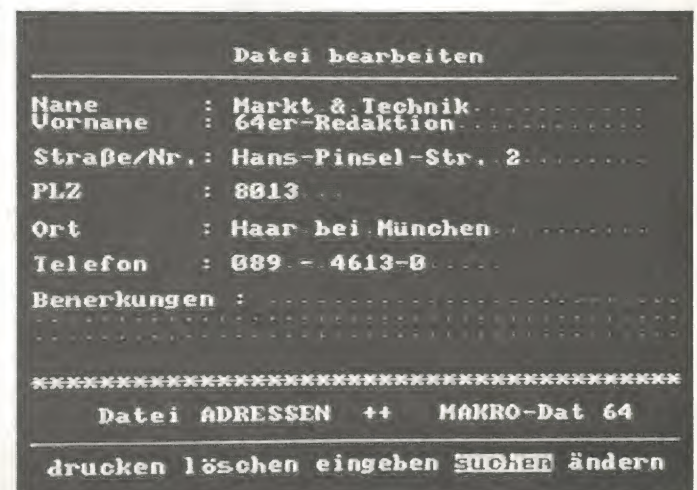 Datei bearbeiten
Name : Markt & Technik
Vorname : 64er-Redaktion
Straße/Nr.: Hans-Pinsel-Str. 2
PLZ : 8013
Ort : Haar bei München
Telefon : 089 - 4613-0
Bemerkungen :
****************************************
Datei ADRESSEN ++ MAKRO-Dat 64
drucken löschen eingeben suchen ändern